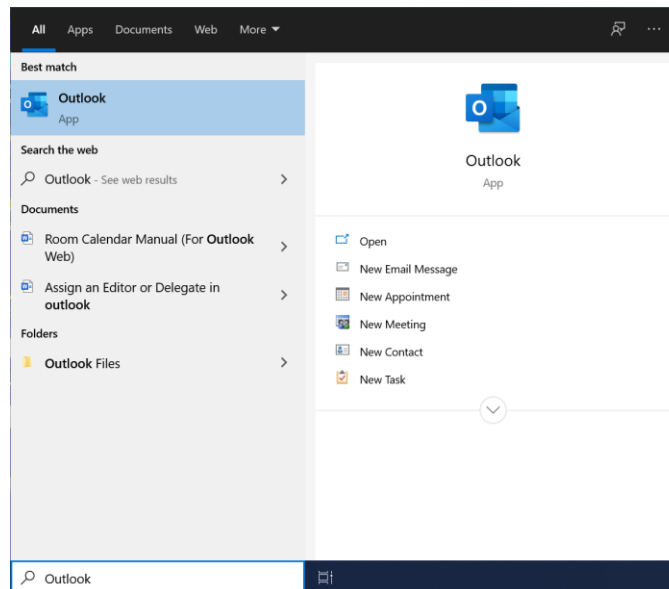 All Apps Documents Web More
Best match
Outlook
App
Search the web
Outlook - See web results
Documents
Room Calendar Manual (For Outlook
Web)
Assign an Editor or Delegate in
outlook
Folders
Outlook Files
Outlook
App
Open
New Email Message
New Appointment
New Meeting
New Contact
New Task
Outlook